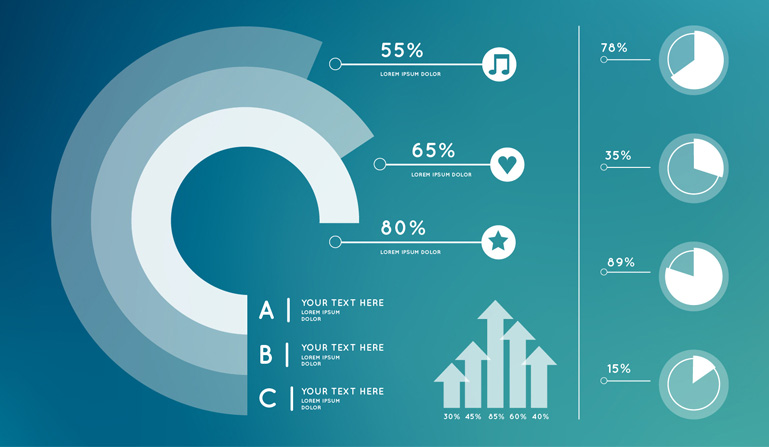 55%
LOREM IPSUM DOLOR
65%
LOREM IPSUM DOLOR
80%
LOREM IPSUM DOLOR
A
YOUR TEXT HERE
LOREM IPSUM
DOLOR
B
YOUR TEXT HERE
LOREM IPSUM
DOLOR
C
YOUR TEXT HERE
LOREM IPSUM
DOLOR
30% 45% 85% 60% 40%
78%
35%
89%
15%